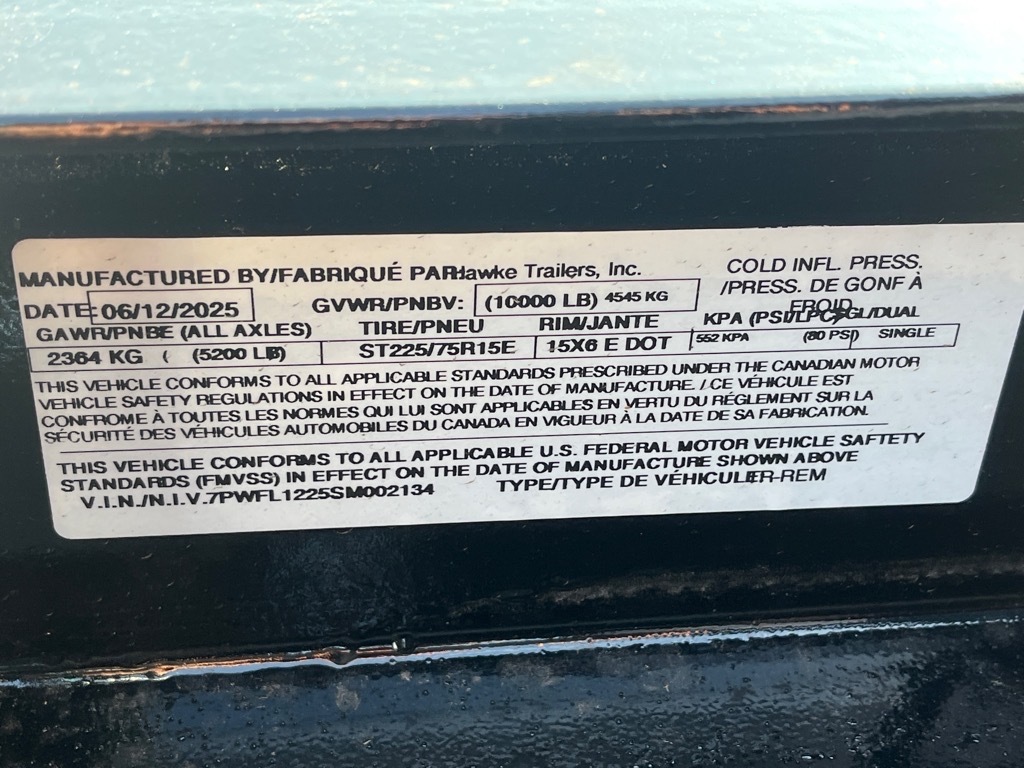 MANUFACTURED BY/FABRIQUÉ PAR Hawke Trailers, Inc.
COLD INFL. PRESS.
/PRESS. DE GONF À
FROID
DATE: 06/12/2025 GVWR/PNBV: (10000 LB) 4545 KG
GAWR/PNBE (ALL AXLES) TIRE/PNEU RIM/JANTE KPA (PSI/LPC) SGL/DUAL
2364 KG ( (5200 LB) ST225/75R15E 15X6 E DOT 552 KPA (80 PSI) SINGLE
THIS VEHICLE CONFORMS TO ALL APPLICABLE STANDARDS PRESCRIBED UNDER THE CANADIAN MOTOR
VEHICLE SAFETY REGULATIONS IN EFFECT ON THE DATE OF MANUFACTURE. / CE VÉHICULE EST
CONFROME À TOUTES LES NORMES QUI LUI SONT APPLICABLES EN VERTU DU RÉGLEMENT SUR LA
SÉCURITÉ DES VÉHICULES AUTOMOBILES DU CANADA EN VIGUEUR À LA DATE DE SA FABRICATION.
THIS VEHICLE CONFORMS TO ALL APPLICABLE U.S. FEDERAL MOTOR VEHICLE SAFTETY
STANDARDS (FMVSS) IN EFFECT ON THE DATE OF MANUFACTURE SHOWN ABOVE
V.I.N./N.I.V. 7PWFL1225SM002134 TYPE/TYPE DE VÉHICULE